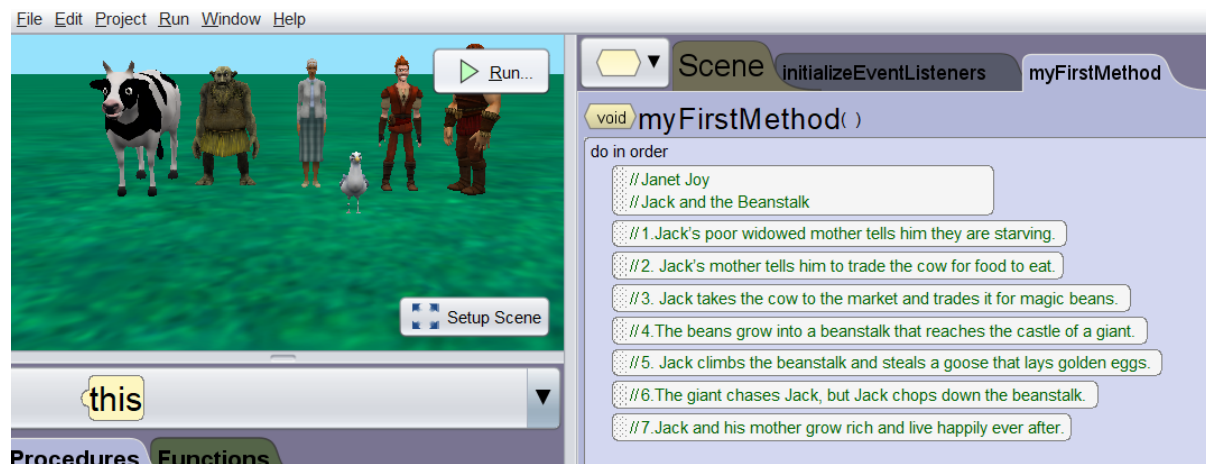 File Edit Project Run Window Help
Run...
Setup Scene
this
Procedures Functions
Scene initializeEventListeners myFirstMethod
void myFirstMethod( )
do in order
//Janet Joy
//Jack and the Beanstalk
//1.Jack's poor widowed mother tells him they are starving.
//2. Jack's mother tells him to trade the cow for food to eat.
//3. Jack takes the cow to the market and trades it for magic beans.
//4.The beans grow into a beanstalk that reaches the castle of a giant.
//5. Jack climbs the beanstalk and steals a goose that lays golden eggs.
//6.The giant chases Jack, but Jack chops down the beanstalk.
//7.Jack and his mother grow rich and live happily ever after.